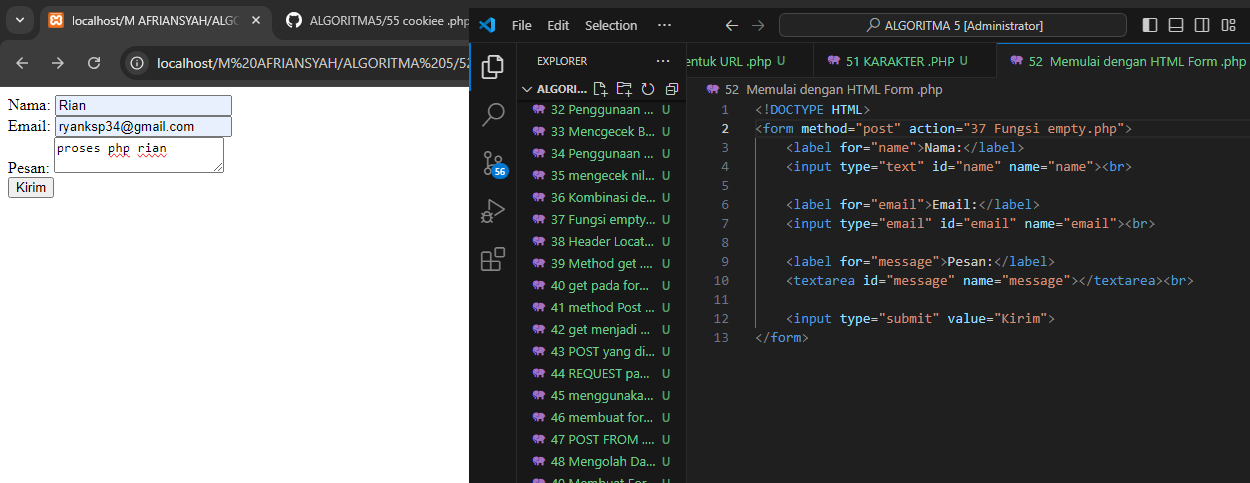 localhost/M AFRIANSYAH/ALGO
ALGORITMA5/55 cookiee .php
localhost/M%20AFRIANSYAH/ALGORITMA%205/52
Nama: Rian
Email: ryanksp34@gmail.com
Pesan: proses php rian
Kirim
File Edit Selection ··· ALGORITMA 5 [Administrator]
EXPLORER ···
ALGORI...
32 Penggunaan ... U
33 Mencgecek B... U
34 Penggunaan ... U
35 mengecek nil... U
36 Kombinasi de... U
37 Fungsi empty... U
38 Header Locat... U
39 Method get .... U
40 get pada for... U
41 method Post ... U
42 get menjadi ... U
43 POST yang di... U
44 REQUEST pa... U
45 menggunaka... U
46 membuat for... U
47 POST FROM .... U
48 Mengolah Da... U
49 Membuat For... U
56
entuk URL .php U
51 KARAKTER .PHP U
52 Memulai dengan HTML Form .php
52 Memulai dengan HTML Form .php
1 <!DOCTYPE HTML>
2 <form method="post" action="37 Fungsi empty.php">
3 <label for="name">Nama:</label>
4 <input type="text" id="name" name="name"><br>
5
6 <label for="email">Email:</label>
7 <input type="email" id="email" name="email"><br>
8
9 <label for="message">Pesan:</label>
10 <textarea id="message" name="message"></textarea><br>
11
12 <input type="submit" value="Kirim">
13 </form>